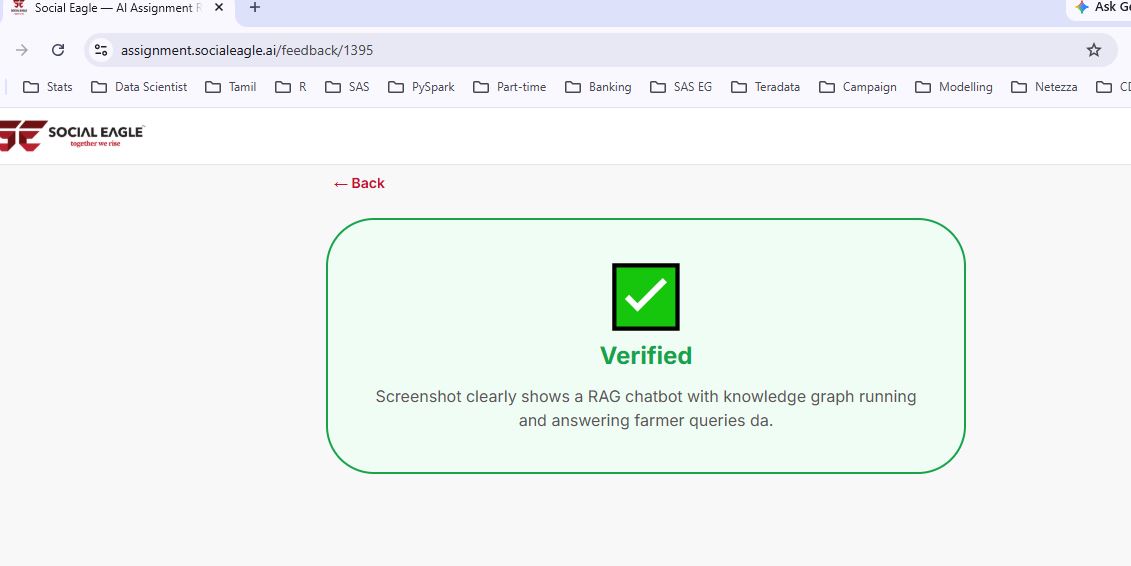 Social Eagle — AI Assignment R
Ask Ge
assignment.socialeagle.ai/feedback/1395
Stats Data Scientist Tamil R SAS PySpark Part-time Banking SAS EG Teradata Campaign Modelling Netezza CD
SOCIAL EAGLE
together we rise
← Back
Verified
Screenshot clearly shows a RAG chatbot with knowledge graph running
and answering farmer queries da.